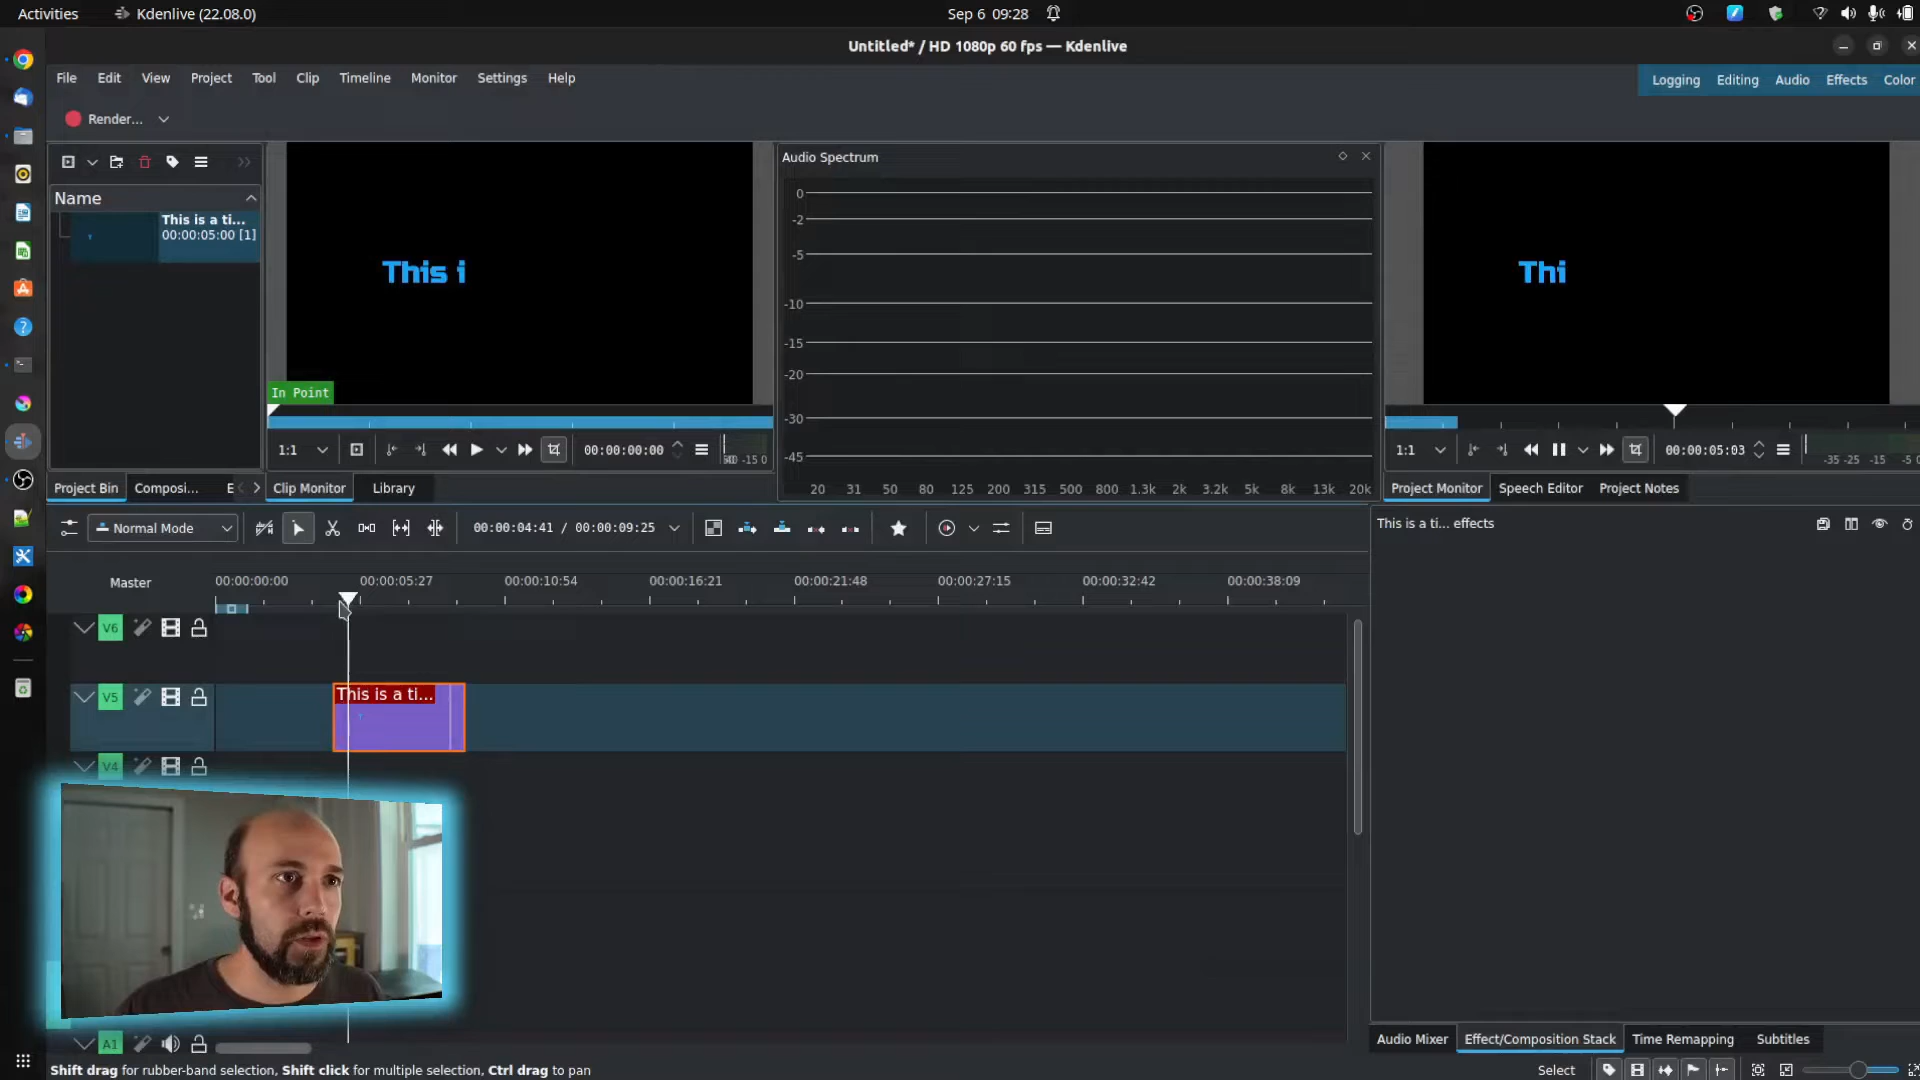 Activities
Kdenlive (22.08.0)
Sep 6 09:28
Untitled* / HD 1080p 60 fps — Kdenlive
File Edit View Project Tool Clip Timeline Monitor Settings Help
Logging Editing Audio Effects Color
Render...
Name
This is a ti...
00:00:05:00 [1]
This i
In Point
1:1
00:00:00:00
-15 0
Project Bin
Composi...
E
Clip Monitor
Library
Audio Spectrum
0
-2
-5
-10
-15
-20
-30
-45
20 31 50 80 125 200 315 500 800 1.3k 2k 3.2k 5k 8k 13k 20k
Thi
1:1
00:00:05:03
-35 -25 -15 -5 0
Project Monitor
Speech Editor
Project Notes
Normal Mode
00:00:04:41 / 00:00:09:25
This is a ti... effects
Master
00:00:00:00
00:00:05:27
00:00:10:54
00:00:16:21
00:00:21:48
00:00:27:15
00:00:32:42
00:00:38:09
V6
V5
This is a ti...
V4
A1
Audio Mixer
Effect/Composition Stack
Time Remapping
Subtitles
Shift drag for rubber-band selection, Shift click for multiple selection, Ctrl drag to pan
Select